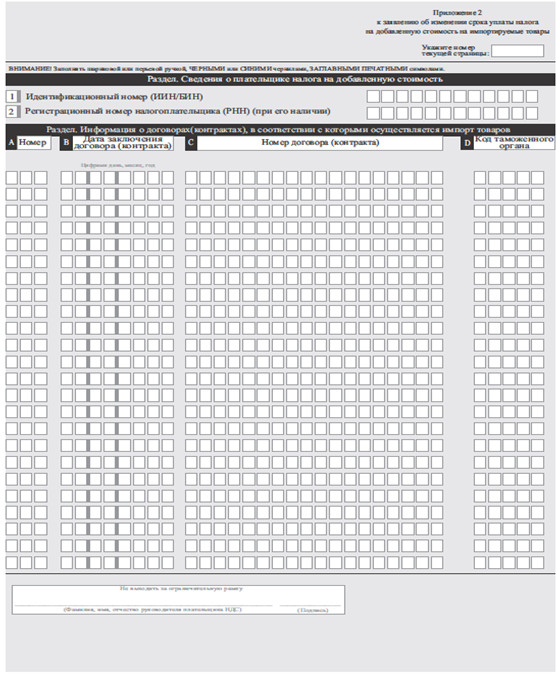 Приложение 2
к заявлению об изменении срока уплаты налога
на добавленную стоимость на импортируемые товары
Укажите номер
текущей страницы:
ВНИМАНИЕ! Заполнять шариковой или перьевой ручкой, ЧЕРНЫМИ или СИНИМИ чернилами, ЗАГЛАВНЫМИ ПЕЧАТНЫМИ символами.
Раздел. Сведения о плательщике налога на добавленную стоимость
1 Идентификационный номер (ИИН/БИН)
2 Регистрационный номер налогоплательщика (РНН) (при его наличии)
Раздел. Информация о договорах(контрактах), в соответствии с которыми осуществляется импорт товаров
A Номер B Дата заключения договора (контракта) C Номер договора (контракта) D Код таможенного органа
Цифрами день, месяц, год
Не выходить за ограничительную рамку
(Фамилия, имя, отчество руководителя плательщика НДС) (Подпись)